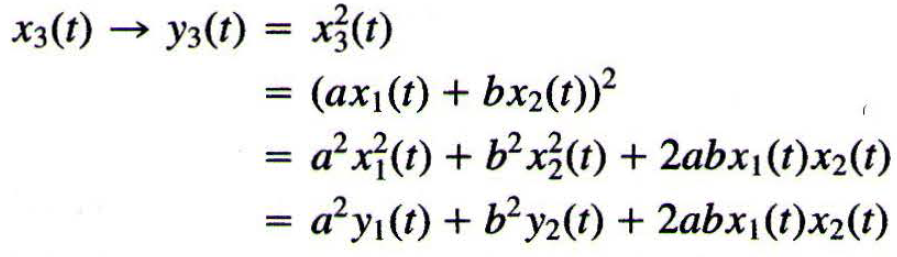 x₃(t) → y₃(t) = x₃²(t)
= (ax₁(t) + bx₂(t))²
= a²x₁²(t) + b²x₂²(t) + 2abx₁(t)x₂(t)
= a²y₁(t) + b²y₂(t) + 2abx₁(t)x₂(t)